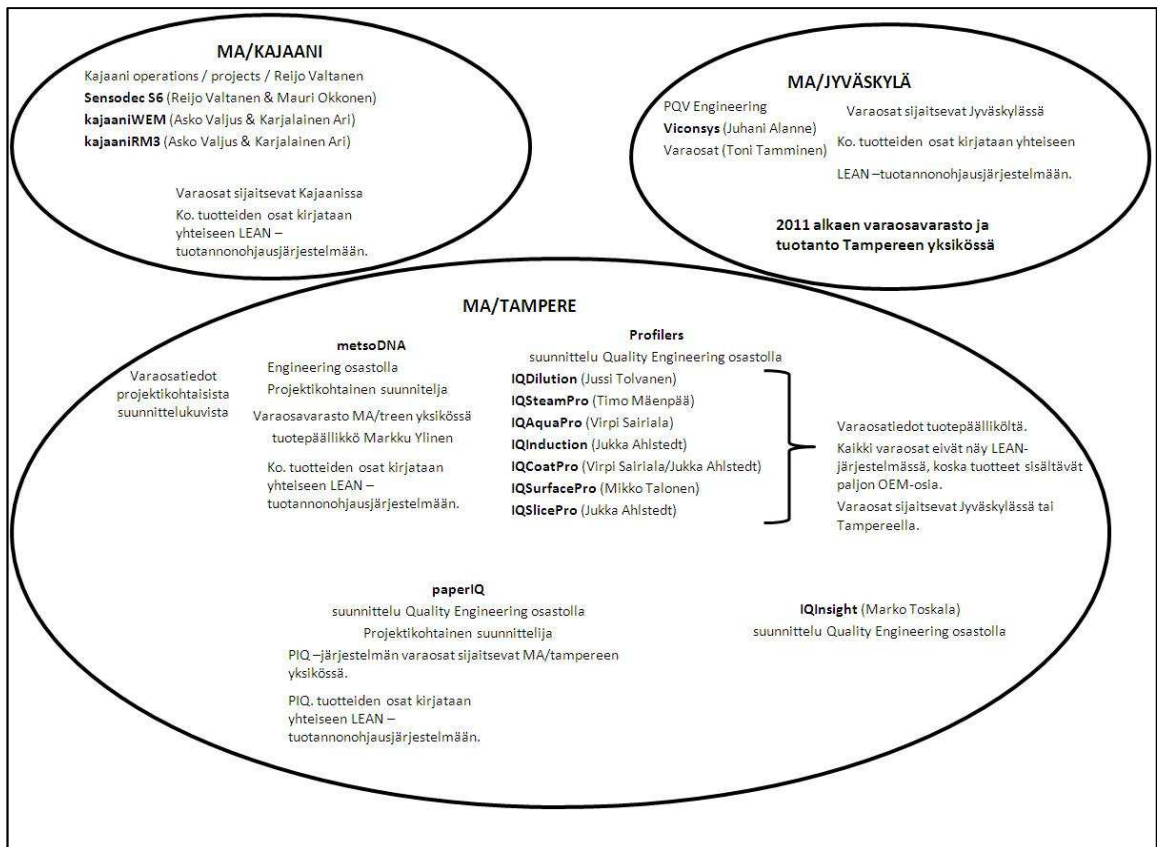 MA/KAJAANI
Kajaani operations / projects / Reijo Valtanen
Sensodec S6 (Reijo Valtanen & Mauri Okkonen)
kajaaniWEM (Asko Valjus & Karjalainen Ari)
kajaaniRM3 (Asko Valjus & Karjalainen Ari)
Varaosat sijaitsevat Kajaanissa
Ko. tuotteiden osat kirjataan
yhteiseen LEAN –
tuotannonohjausjärjestelmään.
MA/JYVÄSKYLÄ
PQV Engineering
Viconsys (Juhani Alanne)
Varaosat (Toni Tamminen)
Varaosat sijaitsevat Jyväskylässä
Ko. tuotteiden osat kirjataan yhteiseen
LEAN –tuotannonohjausjärjestelmään.
2011 alkaen varaosavarasto ja
tuotanto Tampereen yksikössä
MA/TAMPERE
Varaosatiedot
projektikohtaisista
suunnittelukuvista
metsoDNA
Engineering osastolla
Projektikohtainen suunnitelja
Varaosavarasto MA/treen yksikössä
tuotepäällikkö Markku Ylinen
Ko. tuotteiden osat kirjataan
yhteiseen LEAN –
tuotannonohjausjärjestelmään.
Profilers
suunnittelu Quality Engineering osastolla
IQDilution (Jussi Tolvanen)
IQSteamPro (Timo Mäenpää)
IQAquaPro (Virpi Sairiala)
IQInduction (Jukka Ahlstedt)
IQCoatPro (Virpi Sairiala/Jukka Ahlstedt)
IQSurfacePro (Mikko Talonen)
IQSlicePro (Jukka Ahlstedt)
Varaosatiedot tuotepäälliköltä.
Kaikki varaosat eivät näy LEAN-
järjestelmässä, koska tuotteet sisältävät
paljon OEM-osia.
Varaosat sijaitsevat Jyväskylässä tai
Tampereella.
paperIQ
suunnittelu Quality Engineering osastolla
Projektikohtainen suunnittelija
PIQ –järjestelmän varaosat sijaitsevat MA/tampereen
yksikössä.
PIQ. tuotteiden osat kirjataan
yhteiseen LEAN –
tuotannonohjausjärjestelmään.
IQInsight (Marko Toskala)
suunnittelu Quality Engineering osastolla